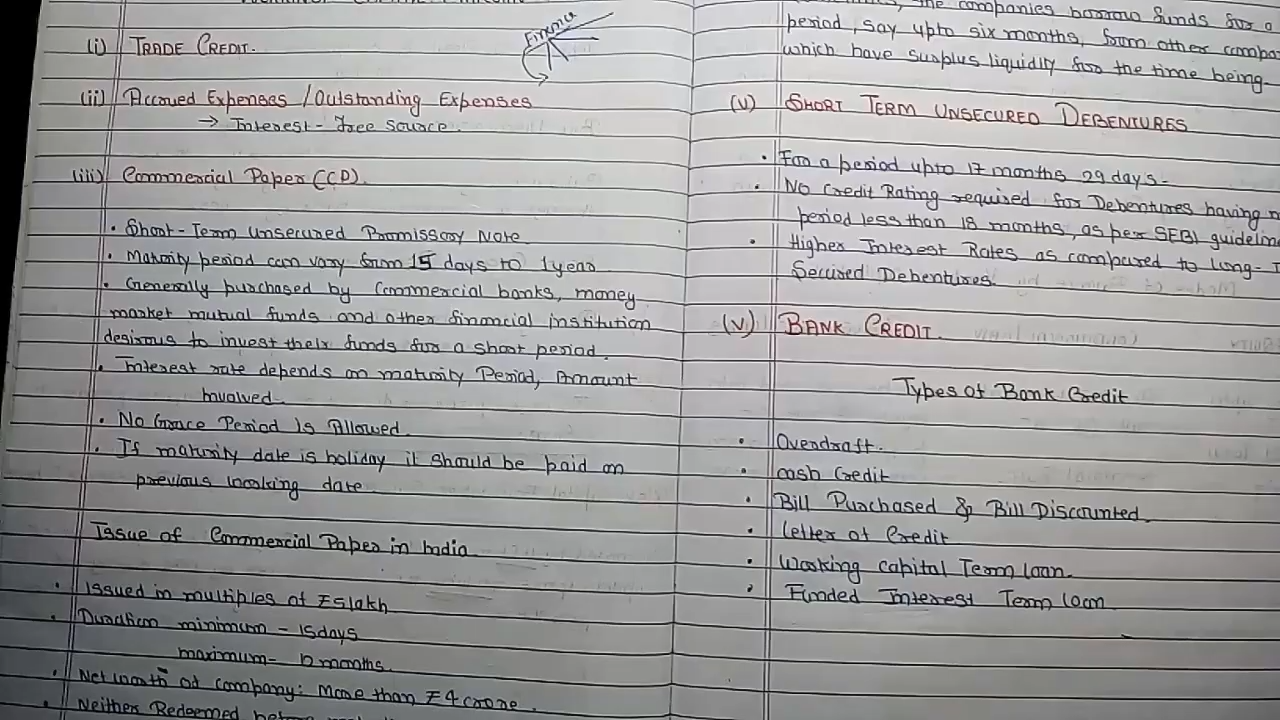 (i) TRADE CREDIT.
Finance
(ii) Accrued Expenses / Outstanding Expenses
→ Interest-free source.
(iii) Commercial Paper (CD).
• Short-Term Unsecured Promissory Note
• Maturity period can vary from 15 days to 1 year
• Generally purchased by Commercial banks, money
market mutual funds and other financial institution
desirous to invest their funds for a short period.
• Interest rate depends on maturity Period, Amount
Involved.
• No Grace Period is Allowed.
• If maturity date is holiday it should be paid on
previous working date
Issue of Commercial Paper in India
• Issued in multiples of ₹5 lakh
• Duration minimum - 15 days
maximum - 12 months.
• Net worth of company: More than ₹4 crore.
• Neither Redeemed before
the companies borrow funds for a
period, say upto six months, from other
which have surplus liquidity for the time being
(V) SHORT TERM UNSECURED DEBENTURES
• For a period upto 17 months 29 days-
• No Credit Rating required for Debentures having
period less than 18 months, as per SEBI
• Higher Interest Rates as compared to long-
Secured Debentures.
(V) BANK CREDIT.
Types of Bank Credit
• Overdraft.
• Cash Credit
• Bill Purchased & Bill Discounted.
• Letter of Credit
• Working capital Term loan.
• Funded Interest Term loan